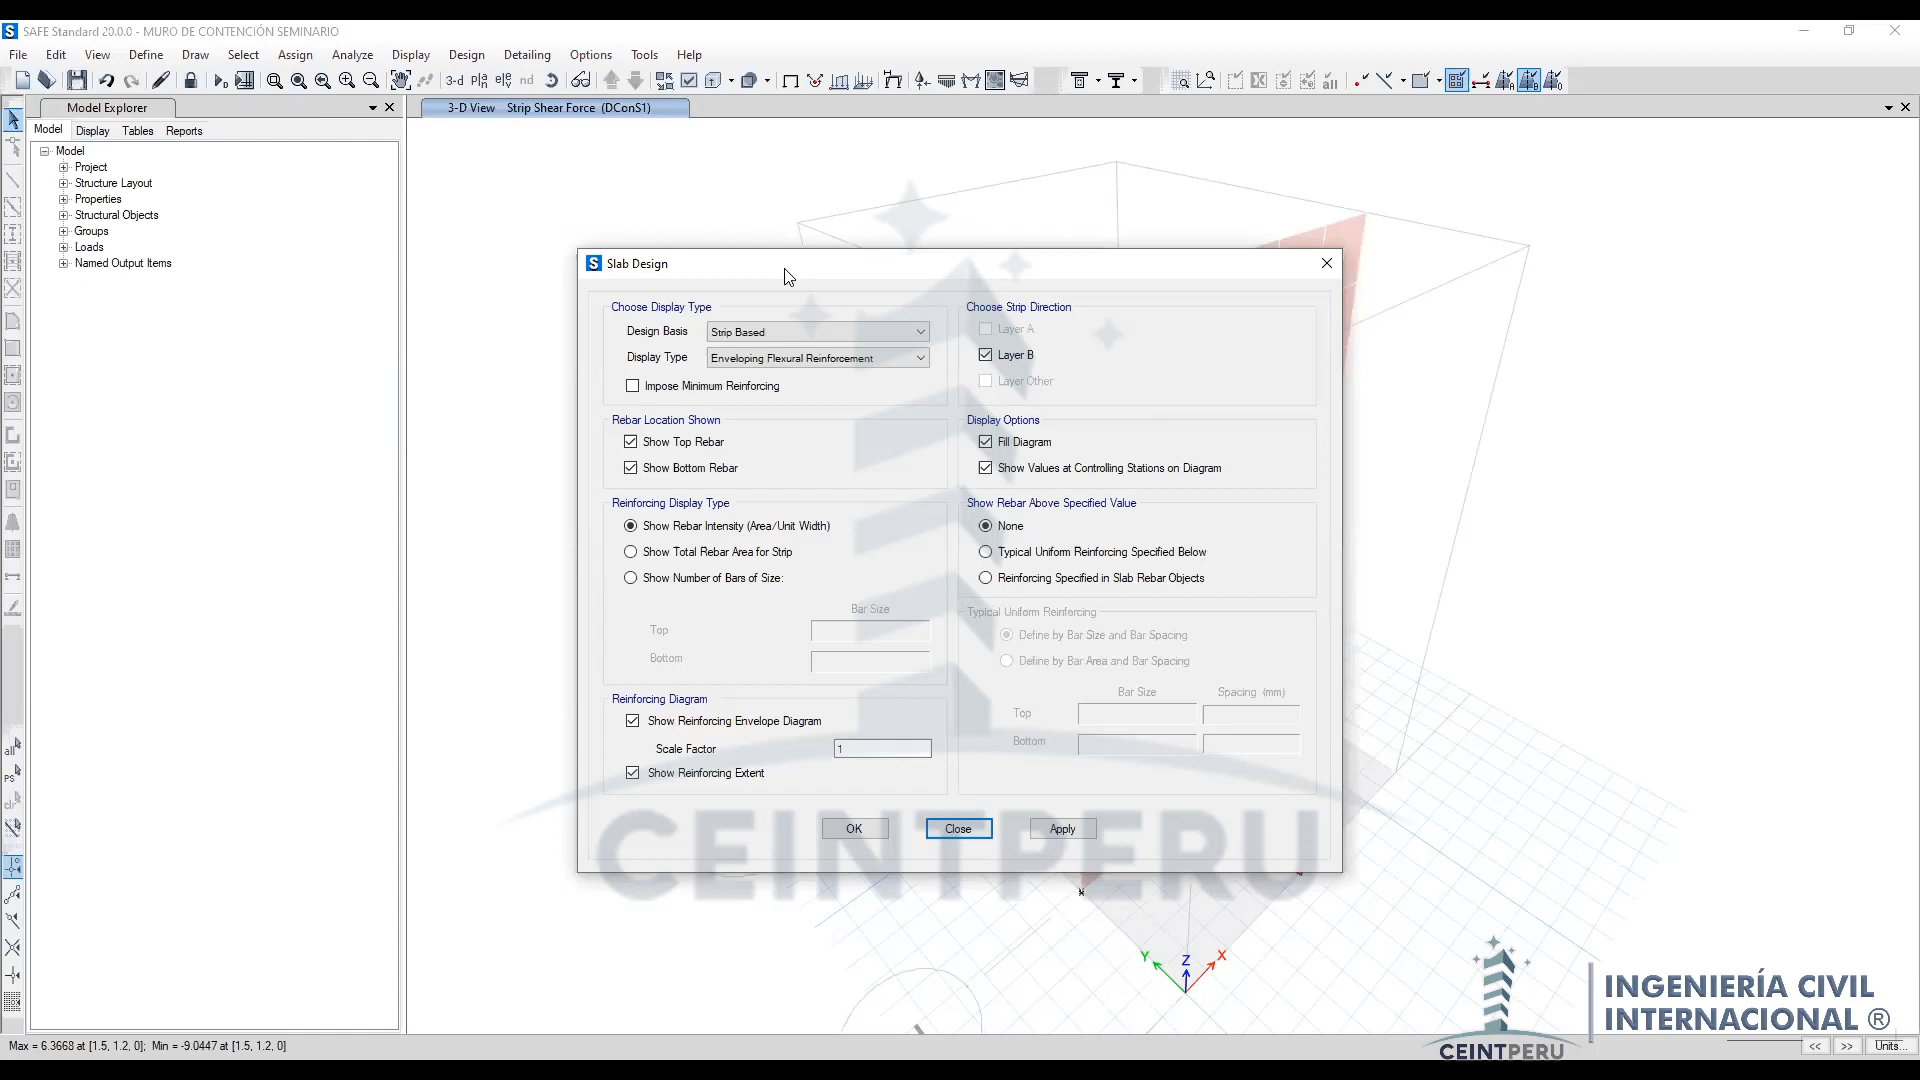 SAFE Standard 20.0.0 - MURO DE CONTENCIÓN SEMINARIO
File Edit View Define Draw Select Assign Analyze Display Design Detailing Options Tools Help
3-d pla elv nd all
Model Explorer
3-D View Strip Shear Force (DConS1)
Model Display Tables Reports
Model
Project
Structure Layout
Properties
Structural Objects
Groups
Loads
Named Output Items
all
PS
clr
Slab Design
Choose Display Type
Design Basis Strip Based
Display Type Enveloping Flexural Reinforcement
Impose Minimum Reinforcing
Choose Strip Direction
Layer A
Layer B
Layer Other
Rebar Location Shown
Show Top Rebar
Show Bottom Rebar
Display Options
Fill Diagram
Show Values at Controlling Stations on Diagram
Reinforcing Display Type
Show Rebar Intensity (Area/Unit Width)
Show Total Rebar Area for Strip
Show Number of Bars of Size:
Bar Size
Top
Bottom
Show Rebar Above Specified Value
None
Typical Uniform Reinforcing Specified Below
Reinforcing Specified in Slab Rebar Objects
Typical Uniform Reinforcing
Define by Bar Size and Bar Spacing
Define by Bar Area and Bar Spacing
Bar Size Spacing (mm)
Top
Bottom
Reinforcing Diagram
Show Reinforcing Envelope Diagram
Scale Factor 1
Show Reinforcing Extent
OK Close Apply
CEINTPERU
Y Z X
INGENIERÍA CIVIL
INTERNACIONAL ®
CEINTPERU
Max = 6.3668 at [1.5, 1.2, 0]; Min = -9.0447 at [1.5, 1.2, 0]
<< >> Units...